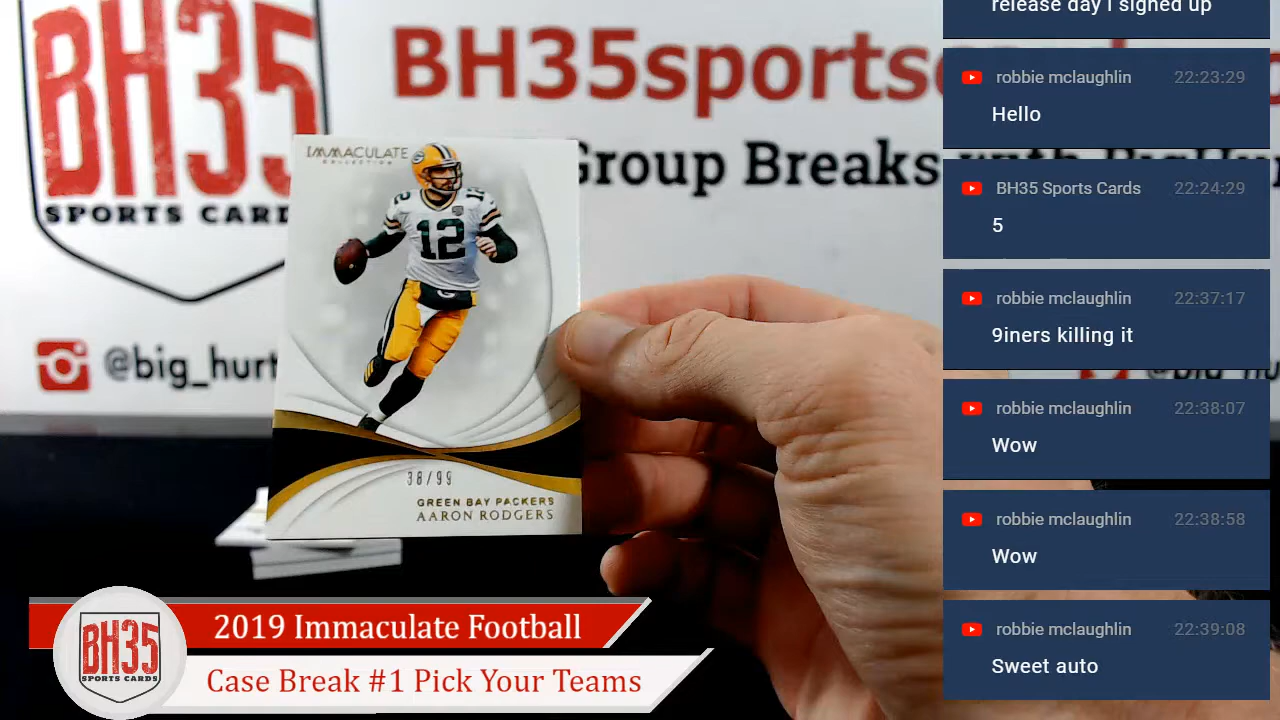 BH35
SPORTS CARDS
BH35sports
Group Breaks with
@big_hurt
IMMACULATE
COLLECTION
12
38/99
GREEN BAY PACKERS
AARON RODGERS
2019 Immaculate Football
Case Break #1 Pick Your Teams
BH35
SPORTS CARDS
release day I signed up
robbie mclaughlin 22:23:29
Hello
BH35 Sports Cards 22:24:29
5
robbie mclaughlin 22:37:17
9iners killing it
robbie mclaughlin 22:38:07
Wow
robbie mclaughlin 22:38:58
Wow
robbie mclaughlin 22:39:08
Sweet auto